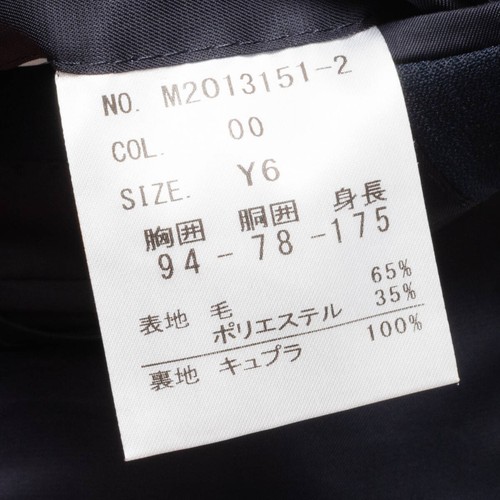 NO. M2013151-2
COL. 00
SIZE. Y6
胸囲 胴囲 身長
94-78-175
表地 毛 65%
ポリエステル 35%
裏地 キュプラ 100%